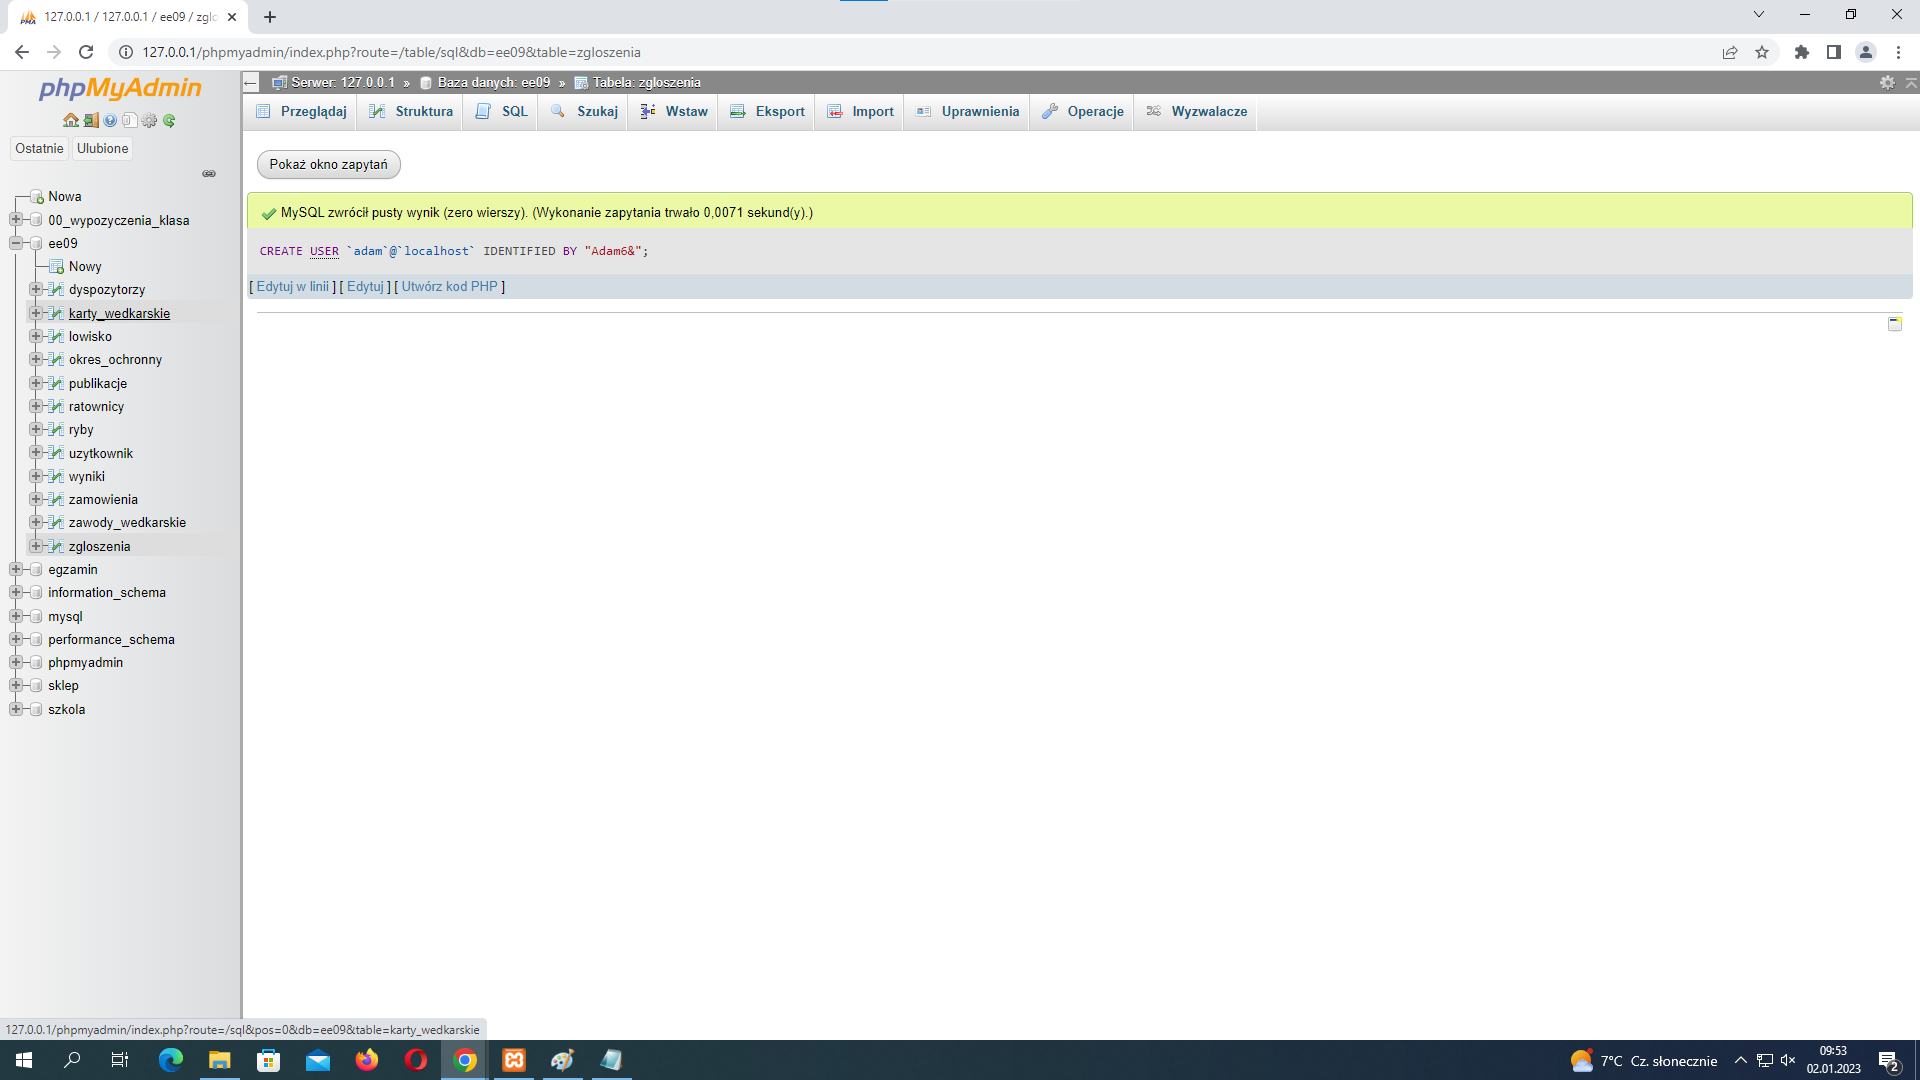 127.0.0.1 / 127.0.0.1 / ee09 / zglo
127.0.0.1/phpmyadmin/index.php?route=/table/sql&db=ee09&table=zgloszenia
phpMyAdmin
Ostatnie Ulubione
Nowa
00_wypozyczenia_klasa
ee09
Nowy
dyspozytorzy
karty_wedkarskie
lowisko
okres_ochronny
publikacje
ratownicy
ryby
uzytkownik
wyniki
zamowienia
zawody_wedkarskie
zgloszenia
egzamin
information_schema
mysql
performance_schema
phpmyadmin
sklep
szkola
Serwer: 127.0.0.1 » Baza danych: ee09 » Tabela: zgloszenia
Przeglądaj Struktura SQL Szukaj Wstaw Eksport Import Uprawnienia Operacje Wyzwalacze
Pokaż okno zapytań
MySQL zwrócił pusty wynik (zero wierszy). (Wykonanie zapytania trwało 0,0071 sekund(y).)
CREATE USER `adam`@`localhost` IDENTIFIED BY "Adam6&";
[ Edytuj w linii ] [ Edytuj ] [ Utwórz kod PHP ]
127.0.0.1/phpmyadmin/index.php?route=/sql&pos=0&db=ee09&table=karty_wedkarskie
7°C Cz. słonecznie
09:53
02.01.2023
2